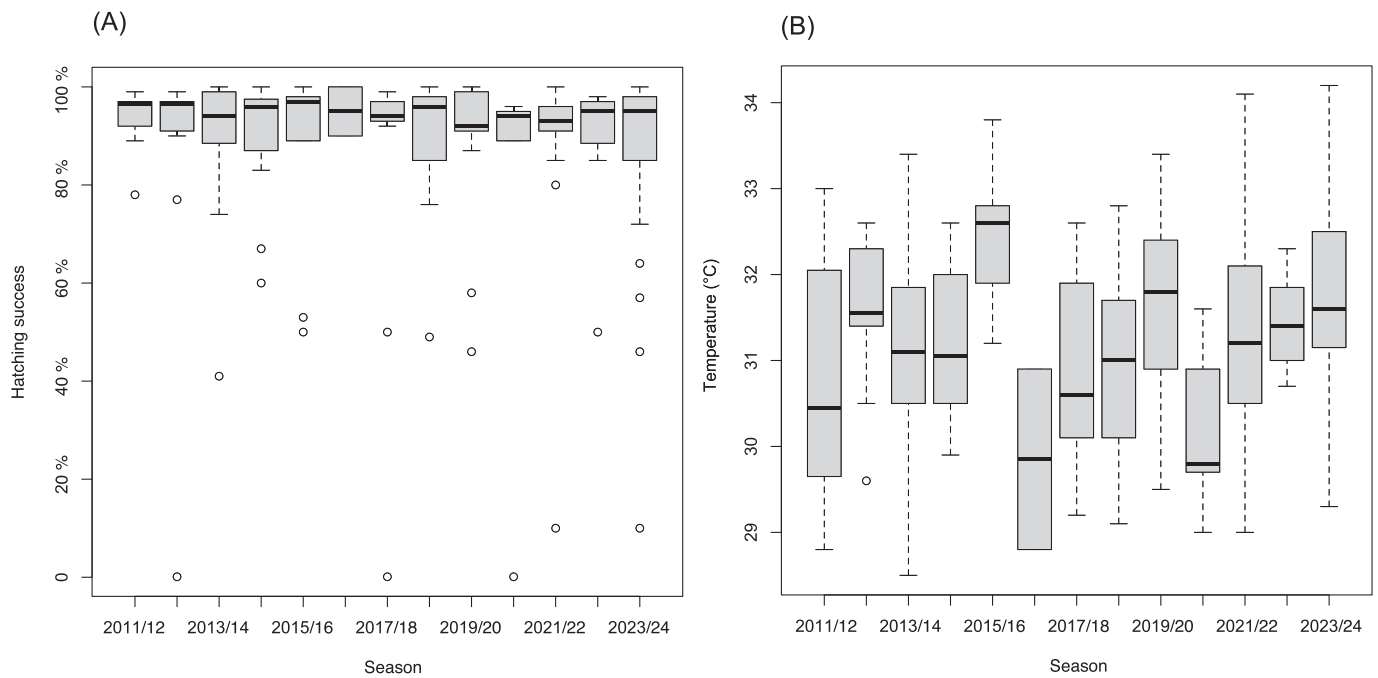 (A)
Hatching success
100 %
80 %
60 %
40 %
20 %
0
2011/12 2013/14 2015/16 2017/18 2019/20 2021/22 2023/24
Season
(B)
Temperature (°C)
34
33
32
31
30
29
2011/12 2013/14 2015/16 2017/18 2019/20 2021/22 2023/24
Season